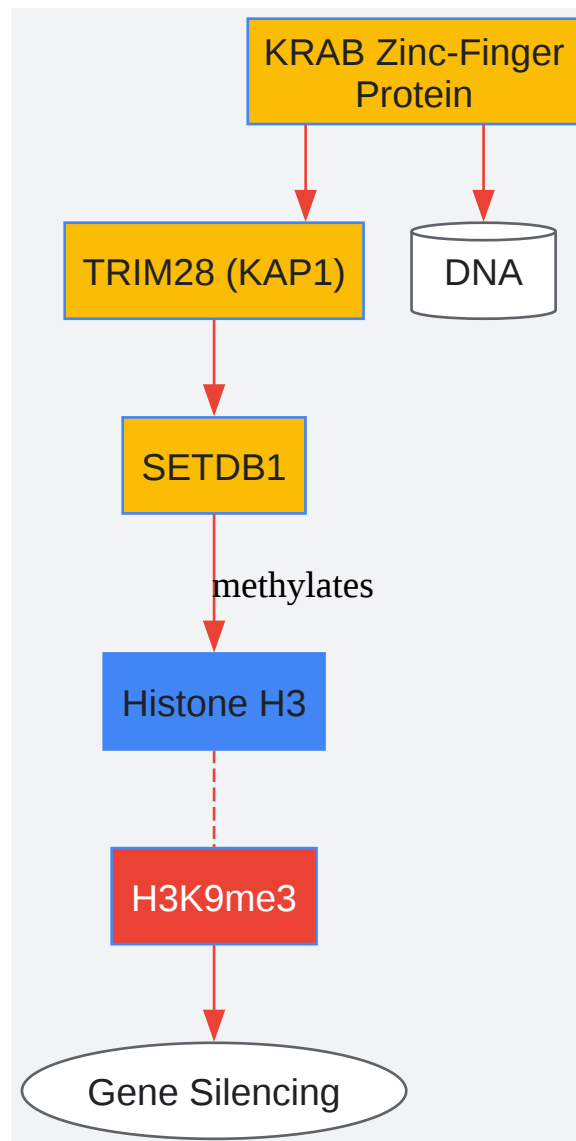 KRAB Zinc-Finger
Protein
TRIM28 (KAP1)
DNA
SETDB1
methylates
Histone H3
H3K9me3
Gene Silencing